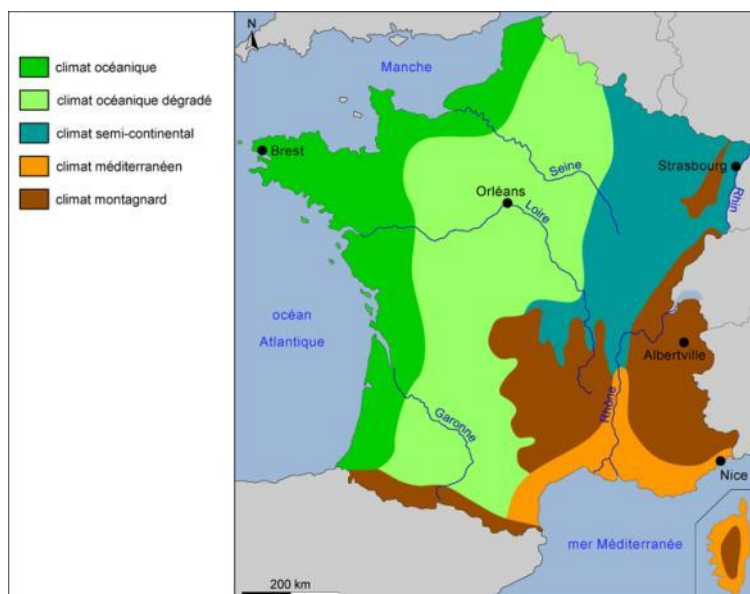 climat océanique
climat océanique dégradé
climat semi-continental
climat méditerranéen
climat montagnard
N
Manche
Brest
Strasbourg
Seine
Orléans
Loire
Rhin
océan
Atlantique
Albertville
Rhône
Garonne
Nice
mer Méditerranée
200 km